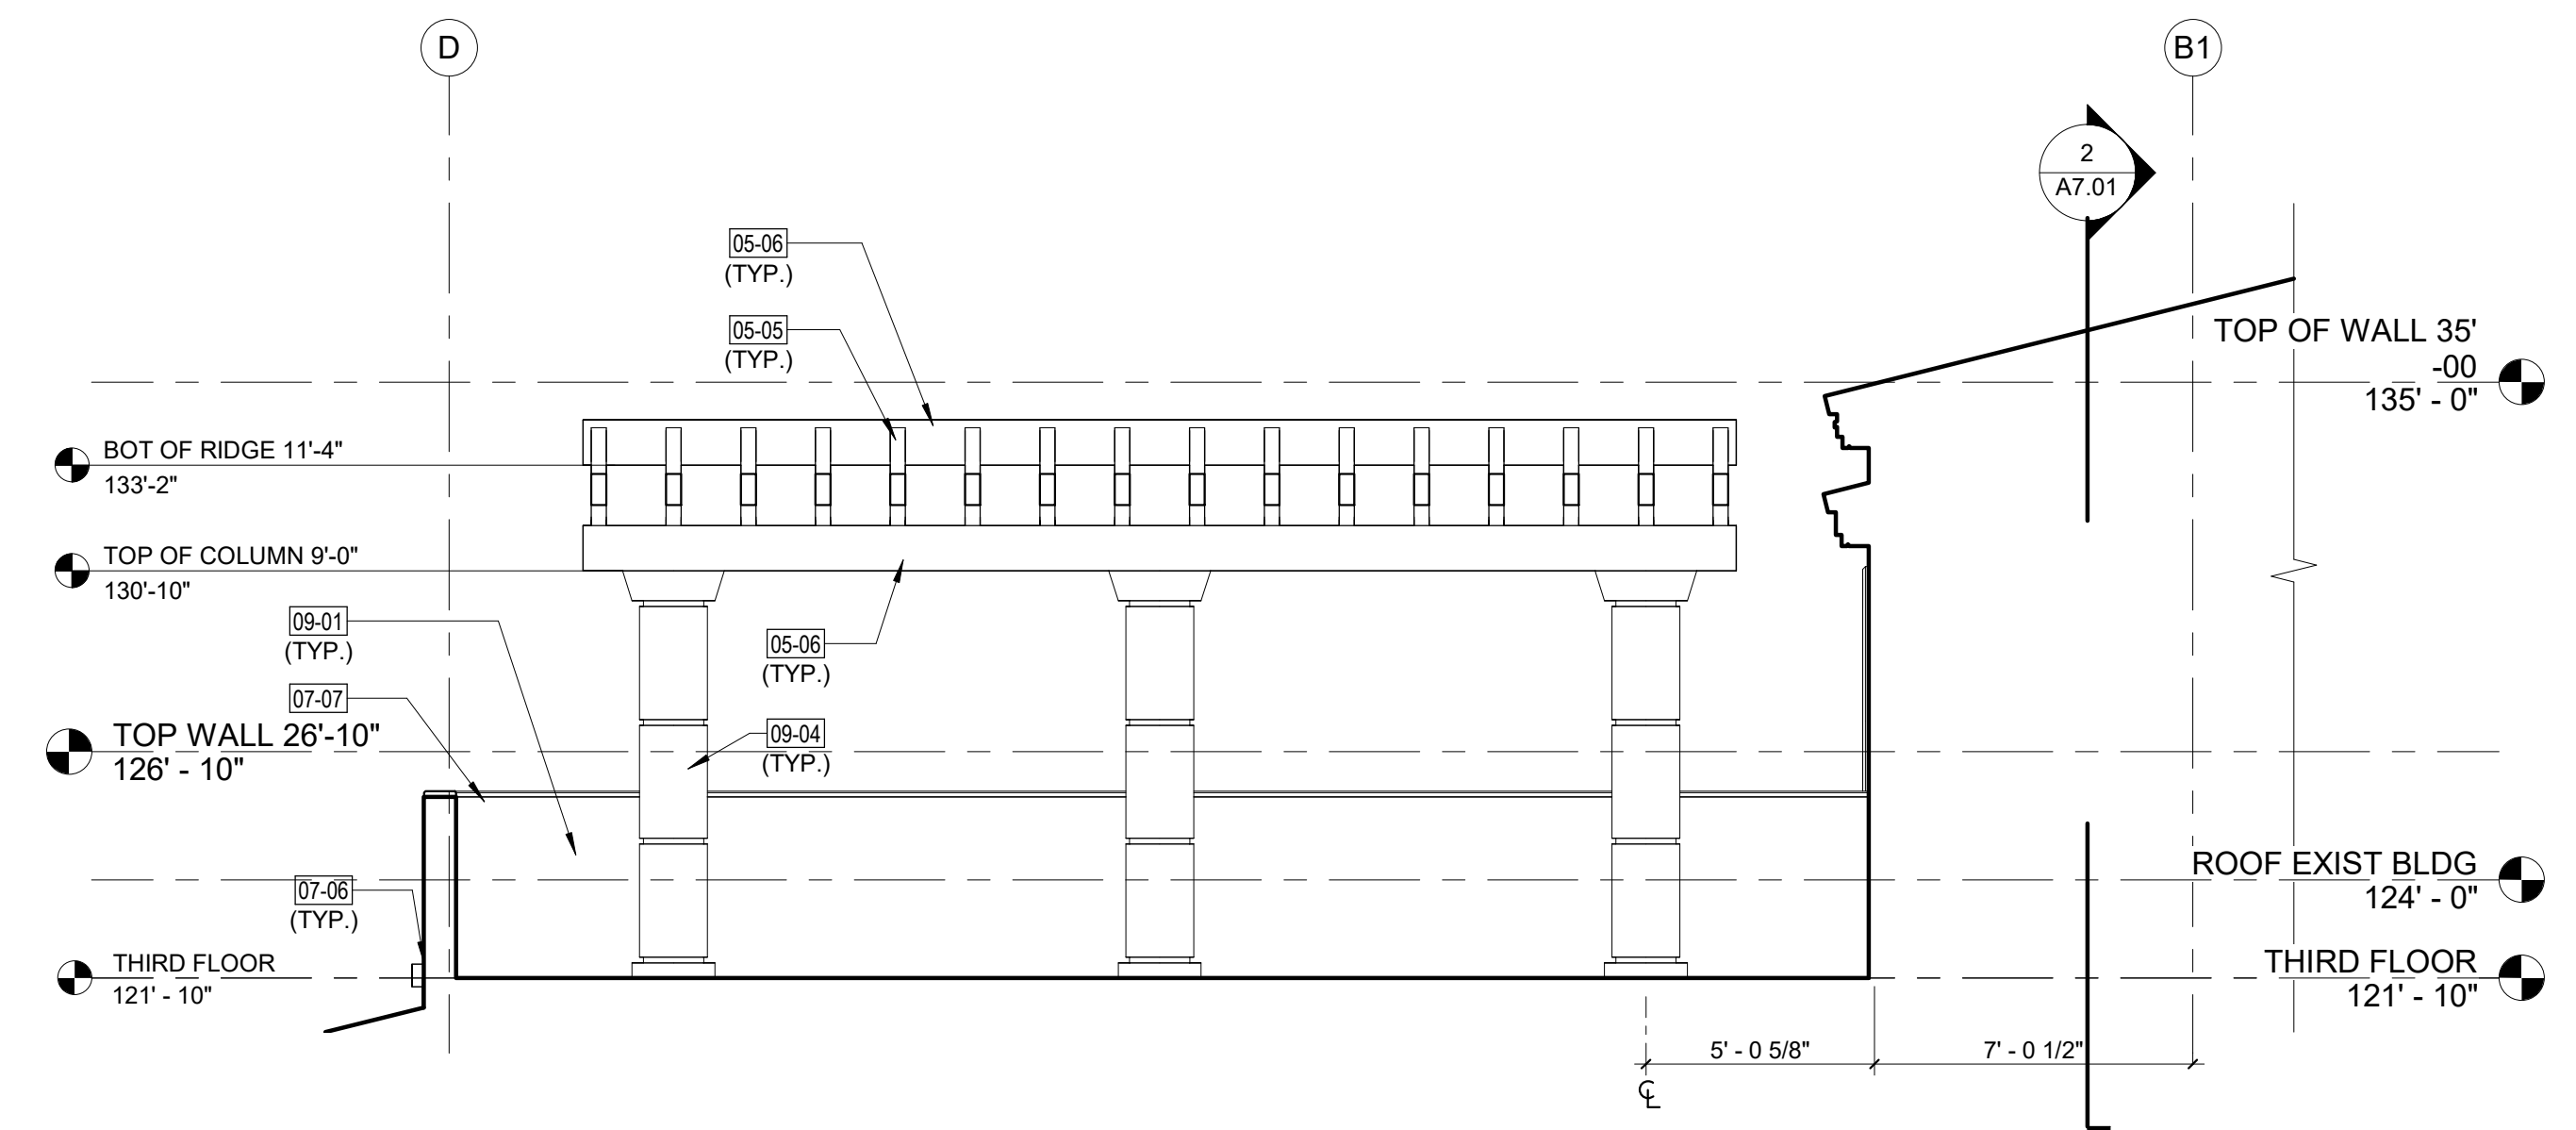 D
B1
2
A7.01
05-06
(TYP.)
05-05
(TYP.)
TOP OF WALL 35'
-00
135' - 0"
BOT OF RIDGE 11'-4"
133'-2"
TOP OF COLUMN 9'-0"
130'-10"
09-01
(TYP.)
05-06
(TYP.)
07-07
09-04
(TYP.)
TOP WALL 26'-10"
126' - 10"
ROOF EXIST BLDG
124' - 0"
07-06
(TYP.)
THIRD FLOOR
121' - 10"
THIRD FLOOR
121' - 10"
5' - 0 5/8"
7' - 0 1/2"
℄